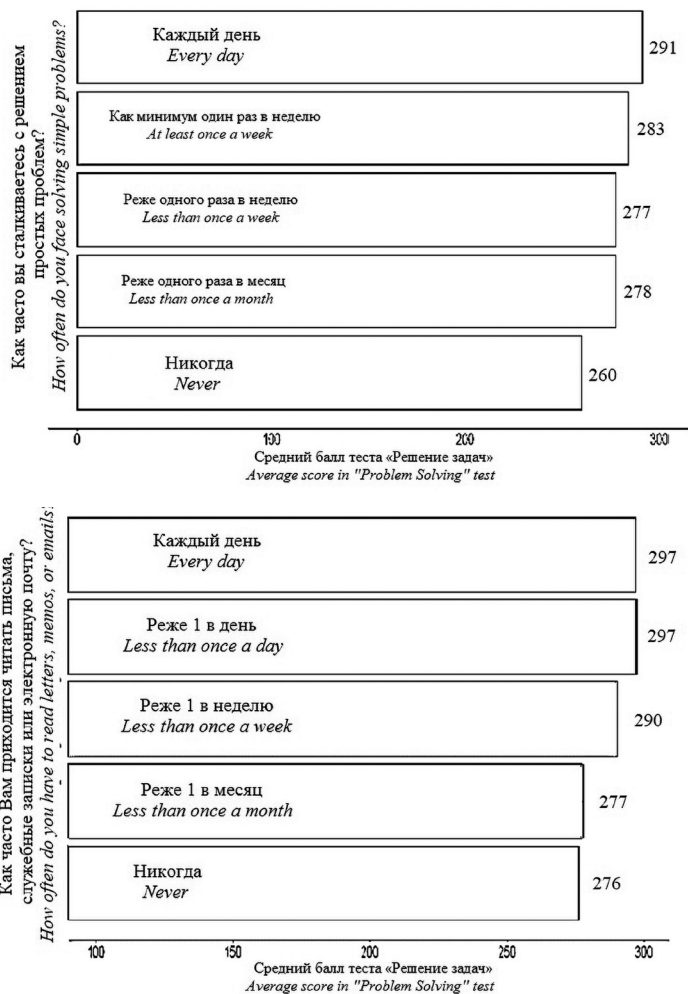 Как часто вы сталкиваетесь с решением
простых проблем?
How often do you face solving simple problems?
Каждый день
Every day
291
Как минимум один раз в неделю
At least once a week
283
Реже одного раза в неделю
Less than once a week
277
Реже одного раза в месяц
Less than once a month
278
Никогда
Never
260
0 100 200 300
Средний балл теста «Решение задач»
Average score in "Problem Solving" test
Как часто Вам приходится читать письма,
служебные записки или электронную почту?
How often do you have to read letters, memos, or emails?
Каждый день
Every day
297
Реже 1 в день
Less than once a day
297
Реже 1 в неделю
Less than once a week
290
Реже 1 в месяц
Less than once a month
277
Никогда
Never
276
100 150 200 250 300
Средний балл теста «Решение задач»
Average score in "Problem Solving" test